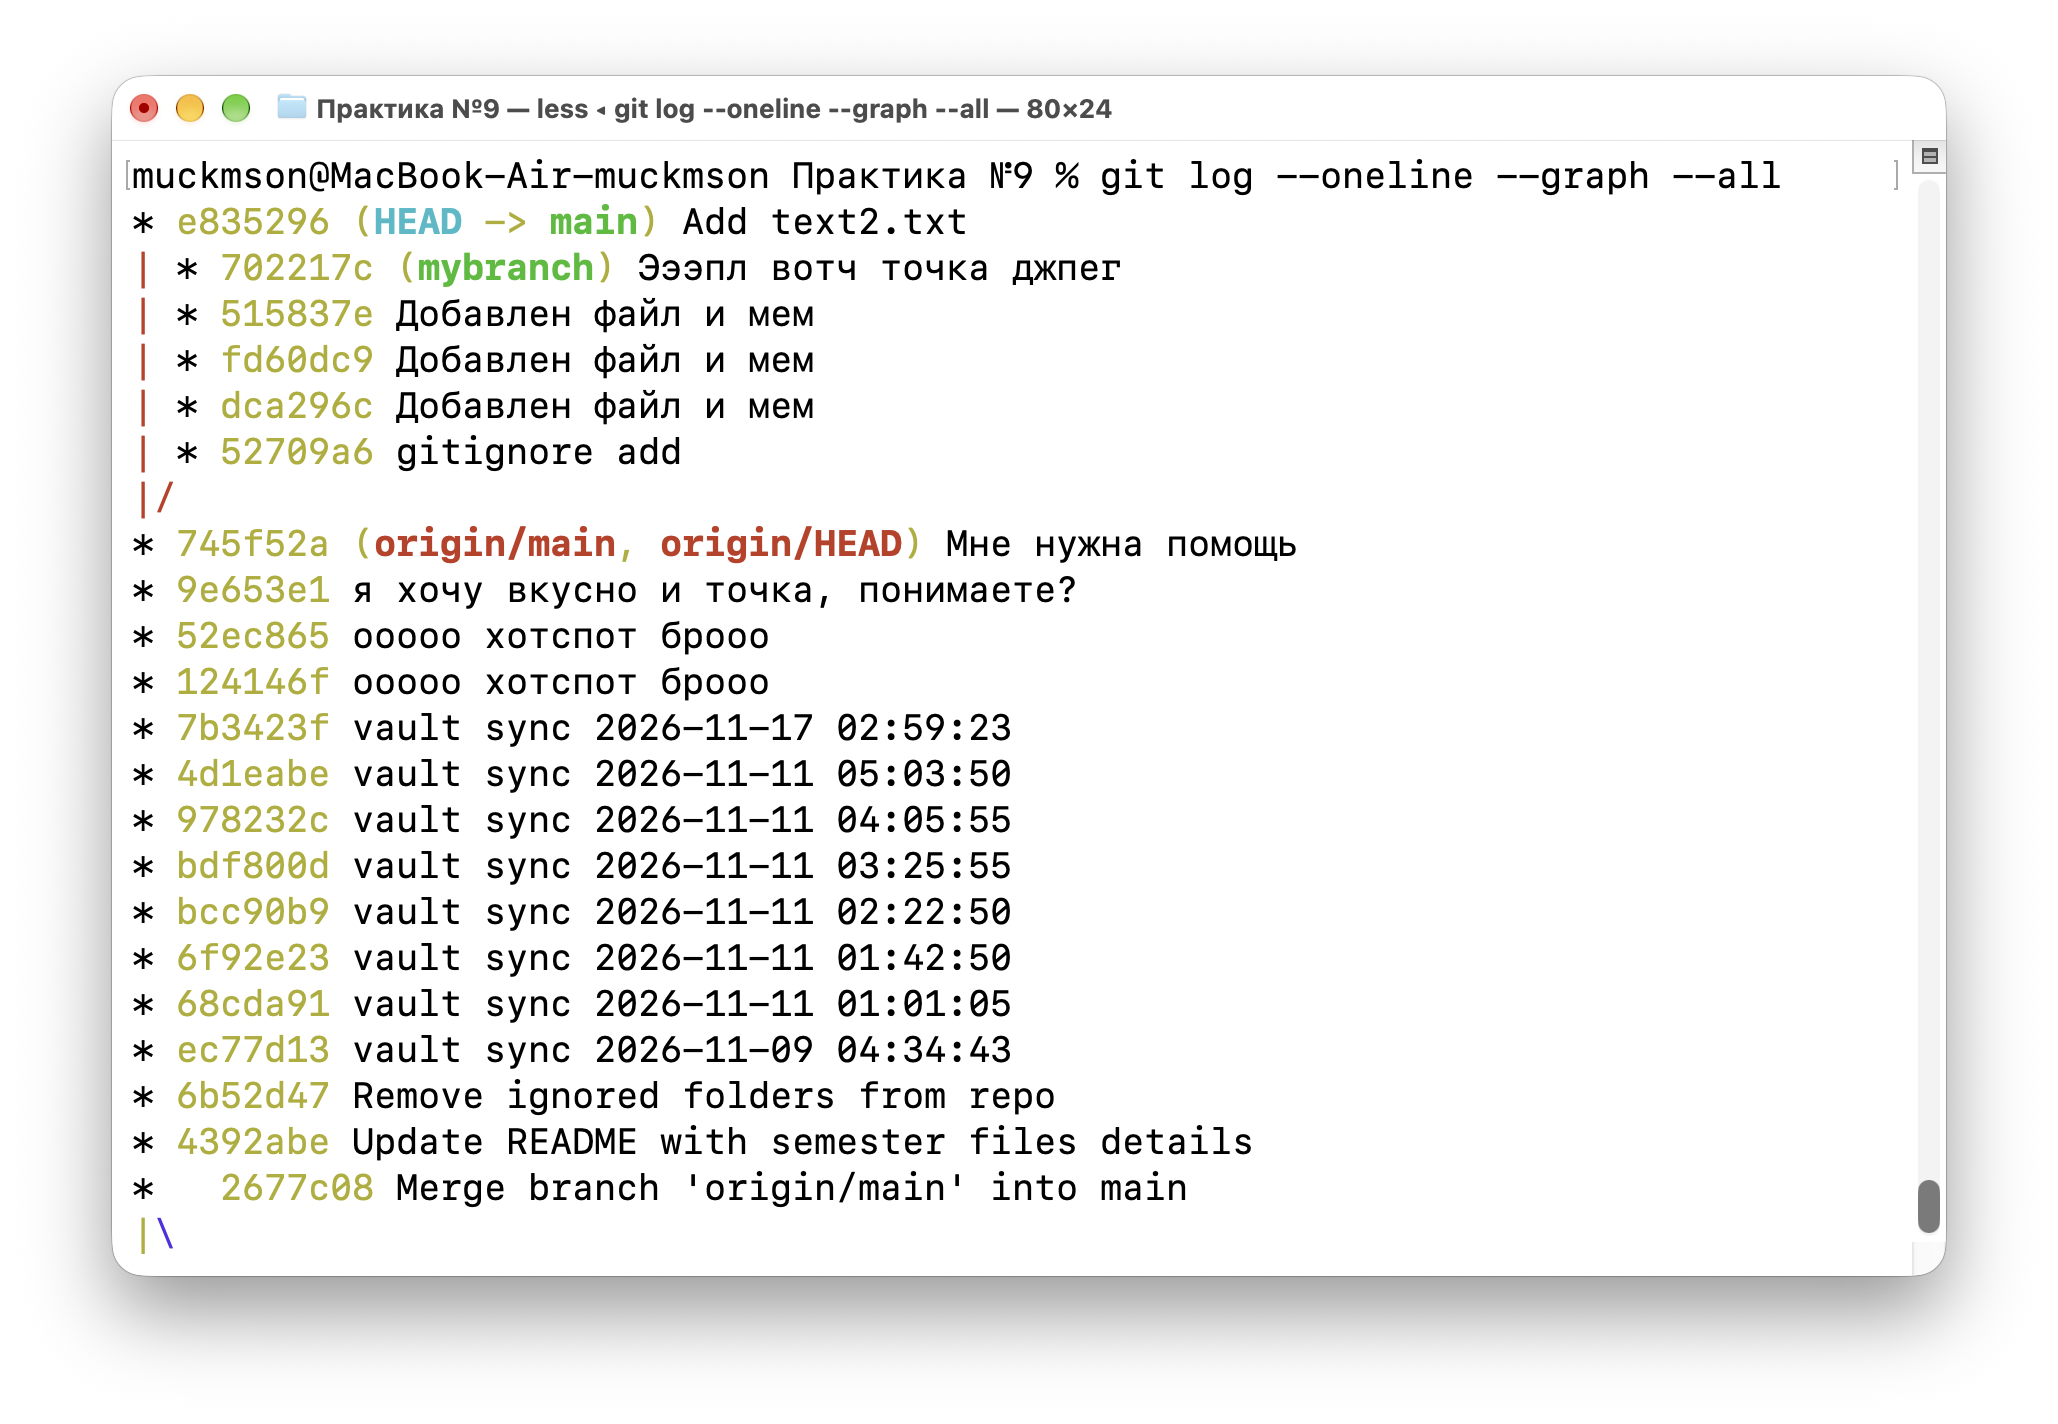 Практика №9 — less ◂ git log --oneline --graph --all — 80×24
muckmson@MacBook-Air-muckmson Практика №9 % git log --oneline --graph --all
* e835296 (HEAD -> main) Add text2.txt
| * 702217c (mybranch) Эээпл вотч точка джпег
| * 515837e Добавлен файл и мем
| * fd60dc9 Добавлен файл и мем
| * dca296c Добавлен файл и мем
| * 52709a6 gitignore add
|/
* 745f52a (origin/main, origin/HEAD) Мне нужна помощь
* 9e653e1 я хочу вкусно и точка, понимаете?
* 52ec865 ооооо хотспот брооо
* 124146f ооооо хотспот брооо
* 7b3423f vault sync 2026-11-17 02:59:23
* 4d1eabe vault sync 2026-11-11 05:03:50
* 978232c vault sync 2026-11-11 04:05:55
* bdf800d vault sync 2026-11-11 03:25:55
* bcc90b9 vault sync 2026-11-11 02:22:50
* 6f92e23 vault sync 2026-11-11 01:42:50
* 68cda91 vault sync 2026-11-11 01:01:05
* ec77d13 vault sync 2026-11-09 04:34:43
* 6b52d47 Remove ignored folders from repo
* 4392abe Update README with semester files details
*   2677c08 Merge branch 'origin/main' into main
|\